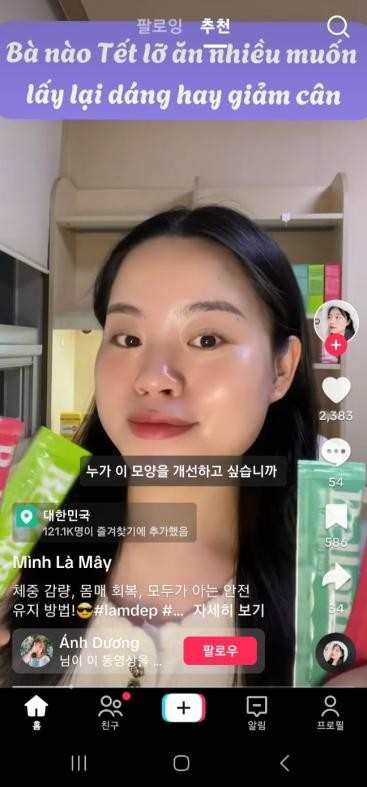 팔로잉 추천
Bà nào Tết lỡ ăn nhiều muốn
lấy lại dáng hay giảm cân
2,383
누가 이 모양을 개선하고 싶습니까
54
대한민국
121.1K명이 즐겨찾기에 추가했음
586
Mình Là Mây
체중 감량, 몸매 회복, 모두가 아는 안전
유지 방법!😎#lamdep #... 자세히 보기
34
Ánh Dương
님이 이 동영상을 ...
팔로우
홈 친구 알림 프로필